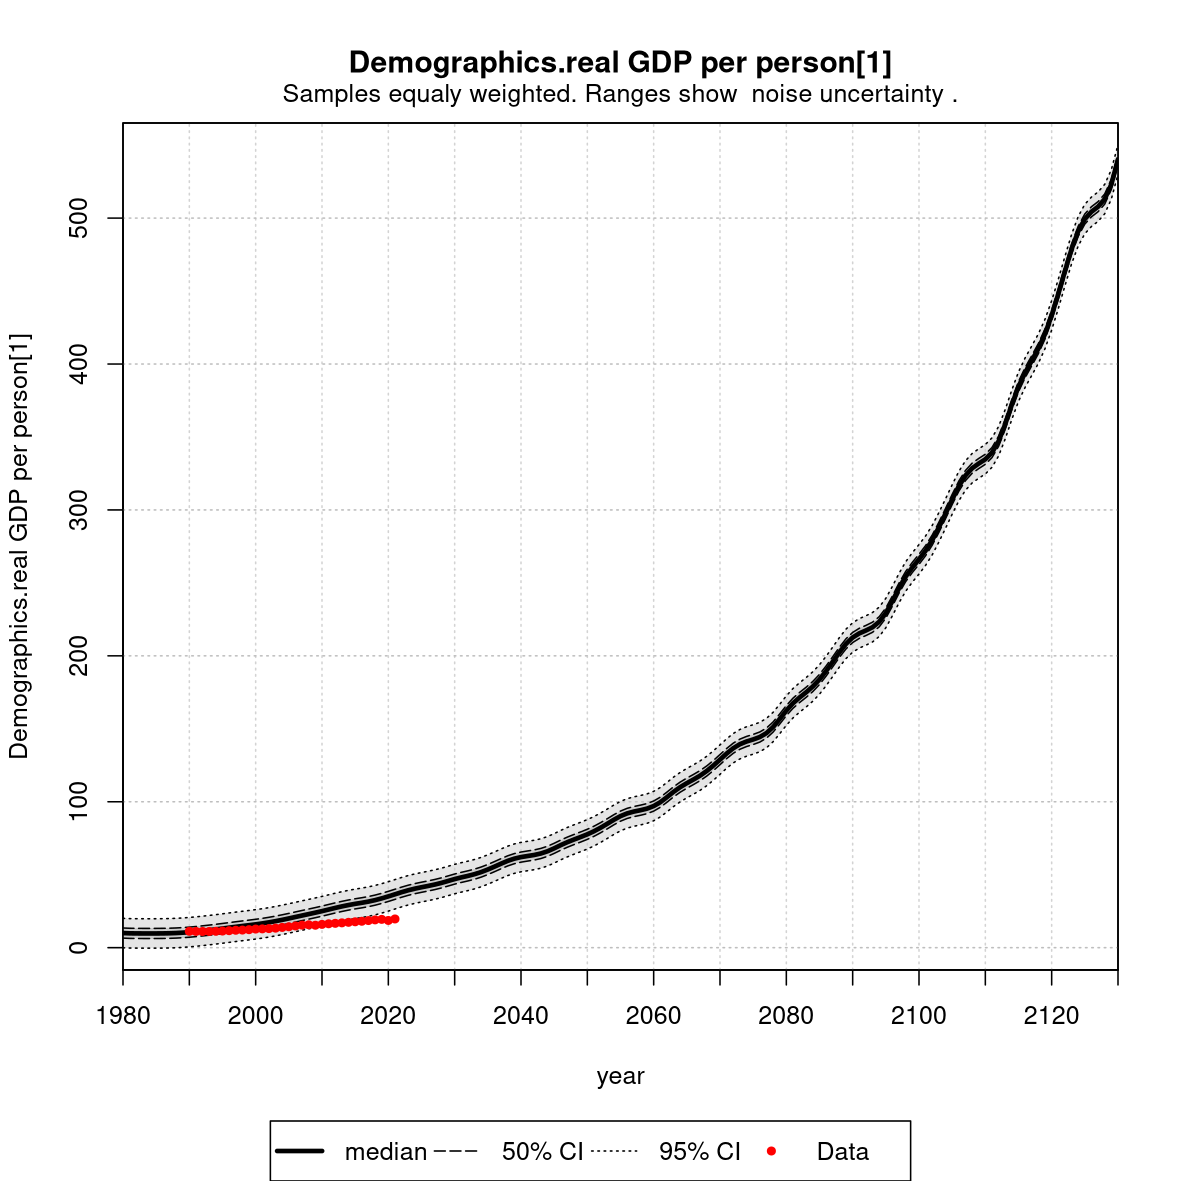 Demographics.real GDP per person[1]
Samples equaly weighted. Ranges show  noise uncertainty .
Demographics.real GDP per person[1]
500
400
300
200
100
0
1980 2000 2020 2040 2060 2080 2100 2120
year
median 50% CI 95% CI Data